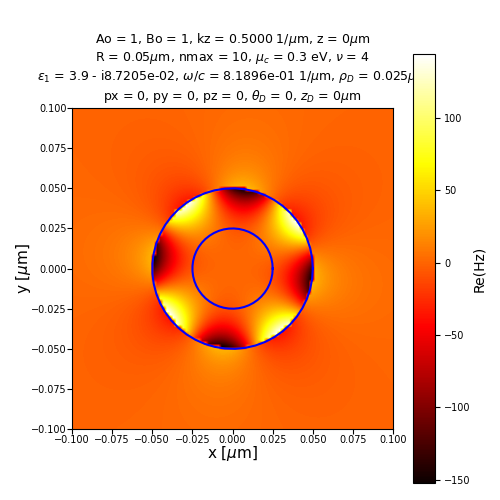 Ao = 1, Bo = 1, kz = 0.5000 1/μm, z = 0μm
R = 0.05μm, nmax = 10, μc = 0.3 eV, ν = 4
ε1 = 3.9 - i8.7205e-02, ω/c = 8.1896e-01 1/μm, ρD = 0.025μ
px = 0, py = 0, pz = 0, θD = 0, zD = 0μm
0.100
0.075
0.050
0.025
0.000
−0.025
−0.050
−0.075
−0.100
y [μm]
−0.100 −0.075 −0.050 −0.025 0.000 0.025 0.050 0.075 0.100
x [μm]
100
50
0
−50
−100
−150
Re(Hz)